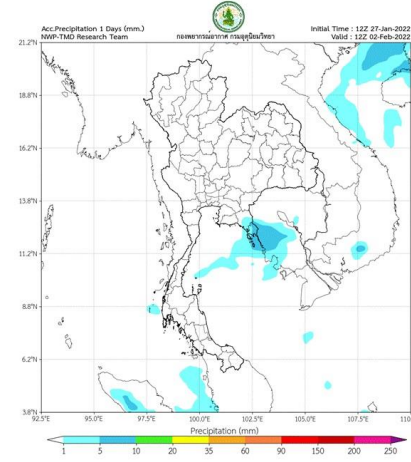 Acc.Precipitation 1 Days (mm.)
NWP-TMD Research Team
กองพยากรณ์อากาศ กรมอุตุนิยมวิทยา
Initial Time : 12Z 27-Jan-2022
Valid : 12Z 02-Feb-2022
21.2°N
18.8°N
16.2°N
13.8°N
11.2°N
8.8°N
6.2°N
3.8°N
92.5°E 95.0°E 97.5°E 100.0°E 102.5°E 105.0°E 107.5°E 110
Precipitation (mm)
1 5 10 20 35 60 90 150 200 250